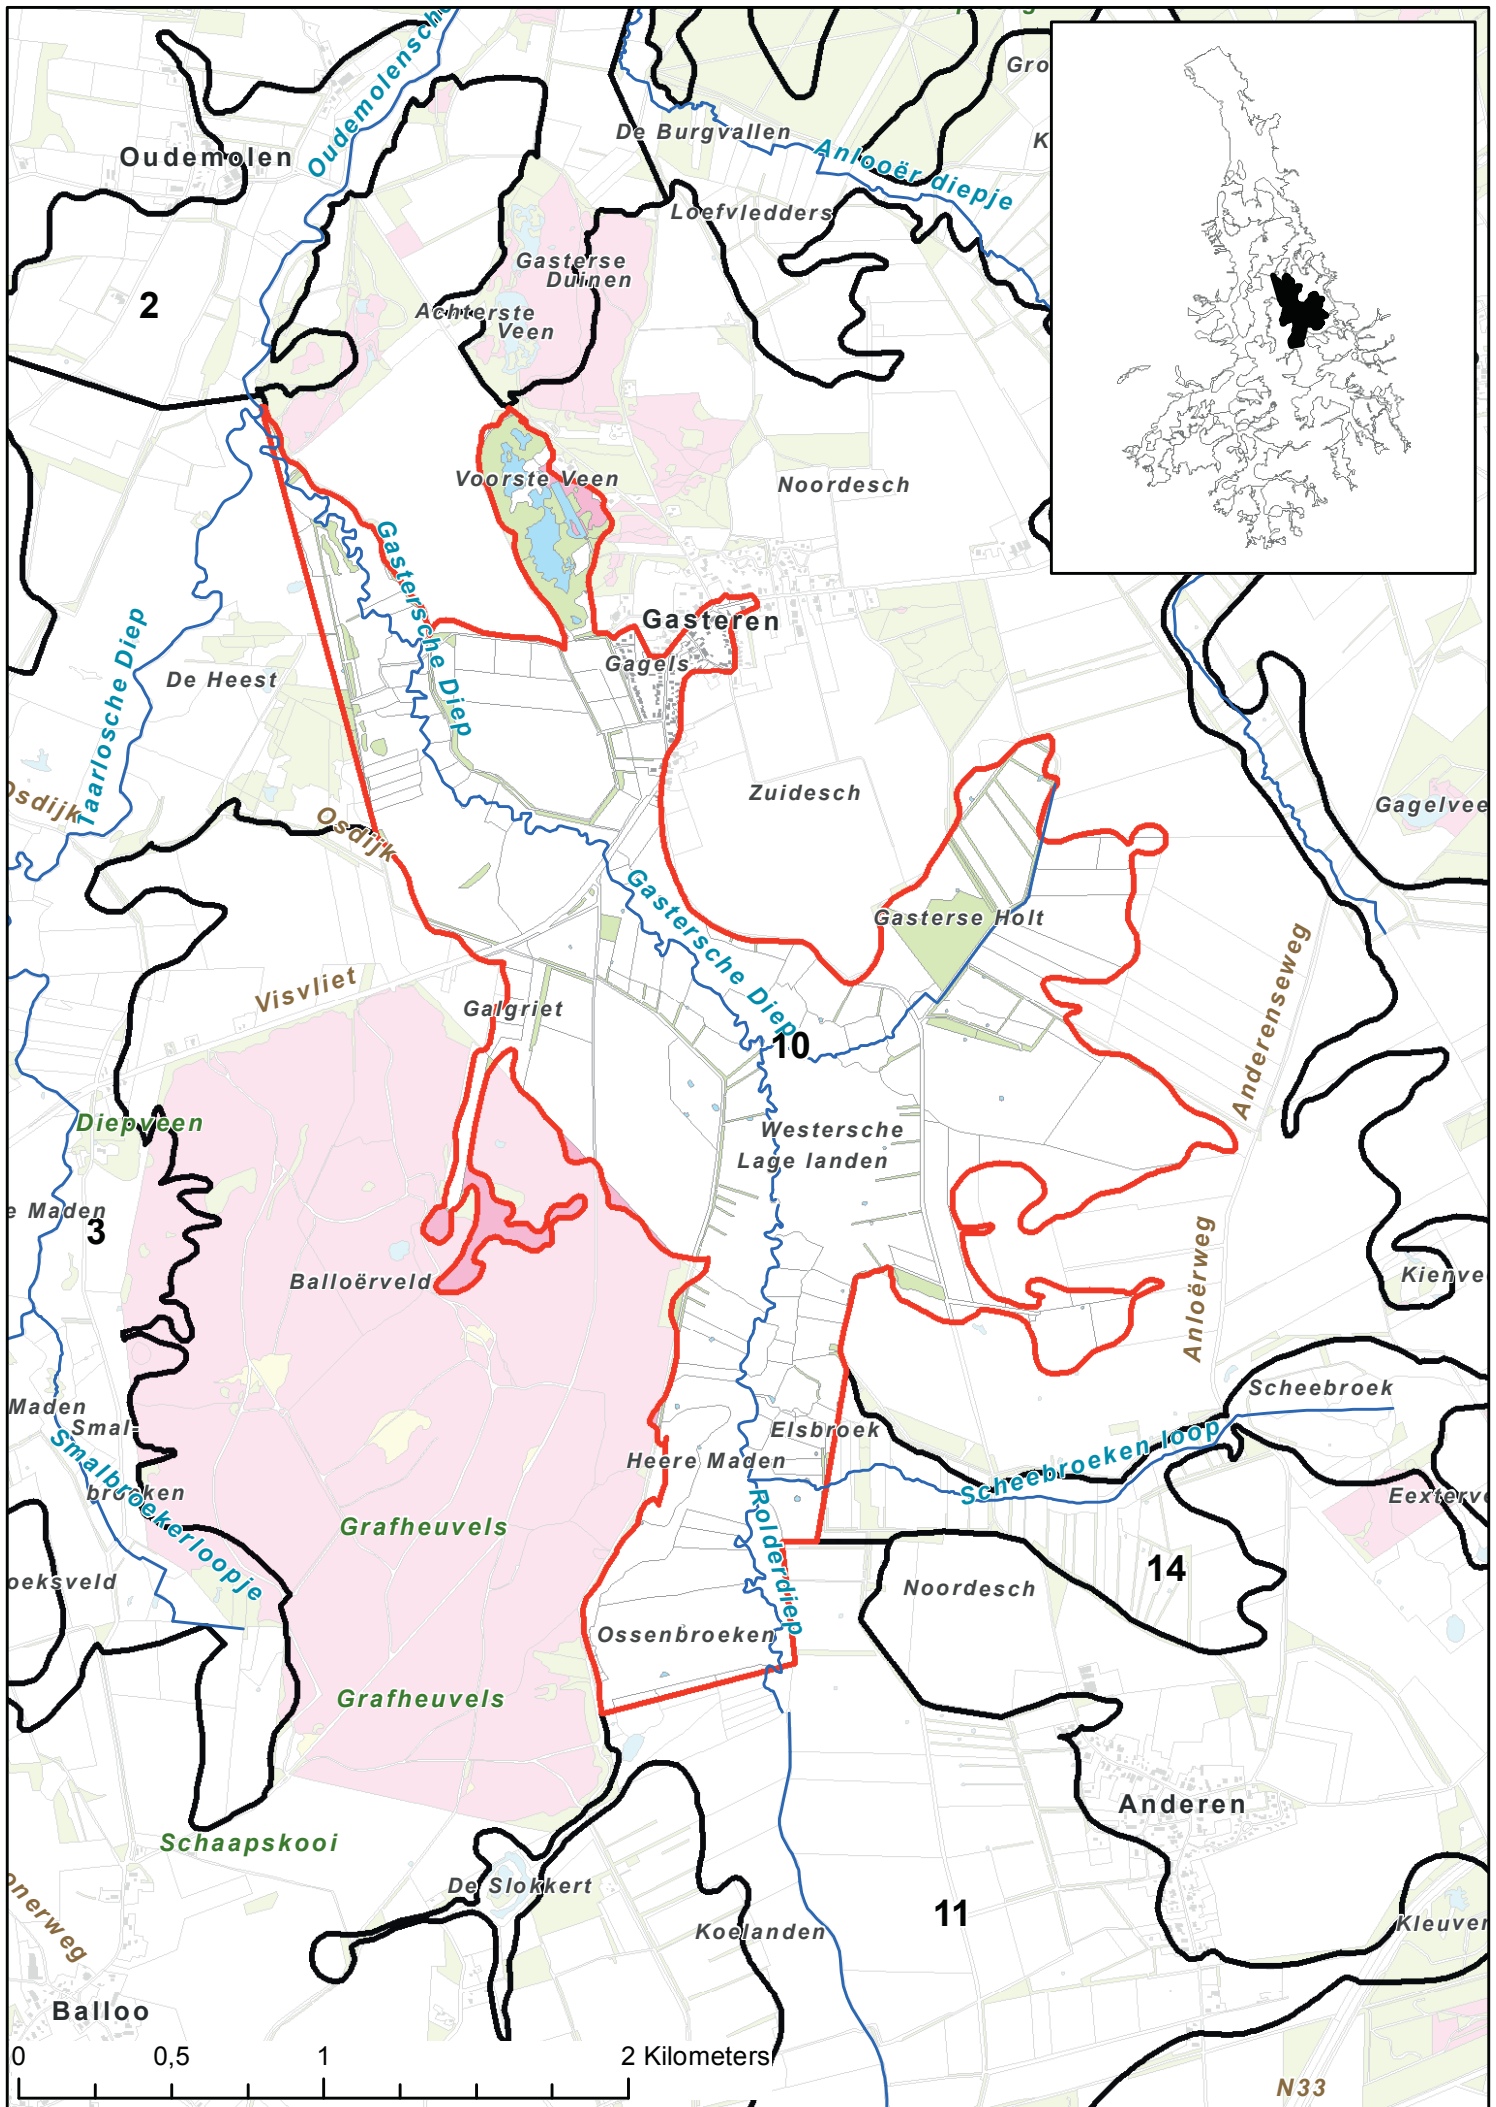 Oudemolensche
Gro
De Burgvallen
K
Anlooër diepje
Oudemolen
Loefvledders
Gasterse
Duinen
2
Achterste
Veen
Voorste Veen
Noordesch
Gastersche Diep
Gasteren
Gagels
De Heest
Taarlosche Diep
Osdijk
Osdijk
Zuidesch
Gagelvee
Gastersche Diep
Gasterse Holt
Visvliet
Galgriet
10
Anderenseweg
Diepveen
Westersche
Lage landen
e Maden
3
Balloërveld
Anloërweg
Kienve
Maden
Smal-
broeken
Smalbroekerloopje
Elsbroek
Scheebroek
Heere Maden
Scheebroeken loop
Eexterve
Rolderdiep
Grafheuvels
oeksveld
14
Noordesch
Ossenbroeken
Grafheuvels
Anderen
Schaapskooi
De Slokkert
11
Koelanden
Kleuven
onerweg
Balloo
0 0,5 1 2 Kilometers
N33